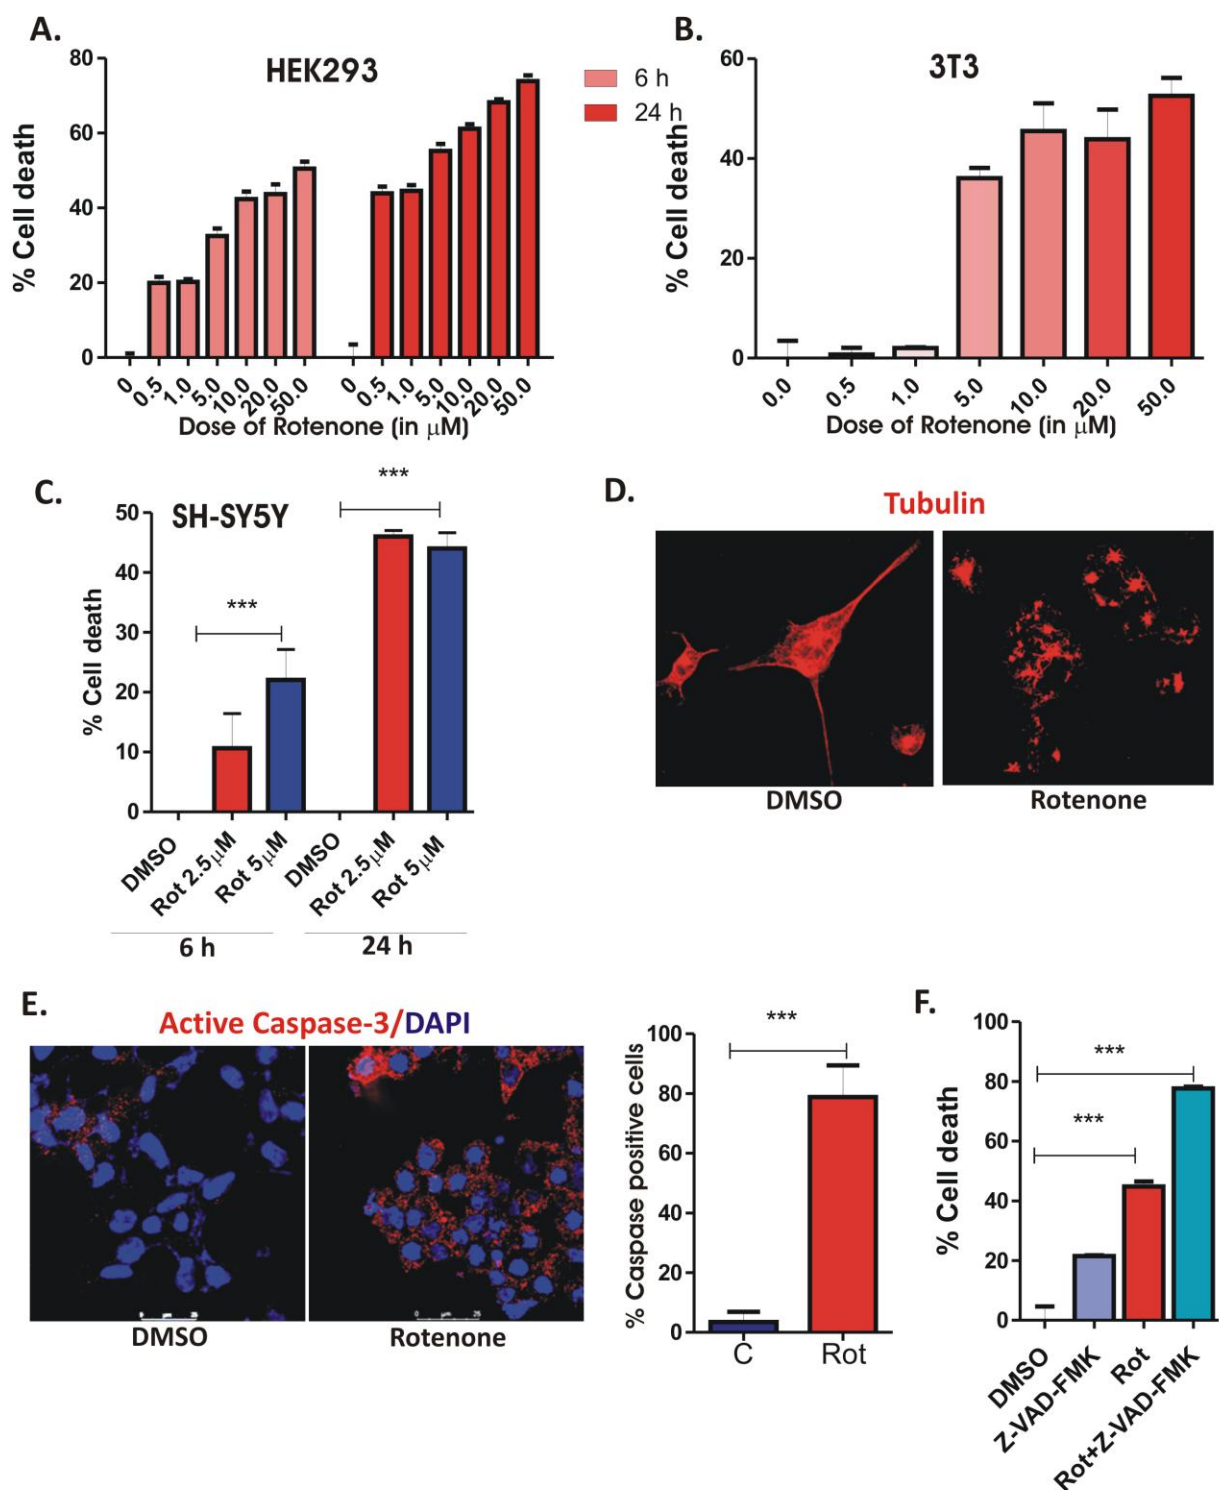 A.
HEK293
6 h
24 h
% Cell death
80
60
40
20
0
0 0.5 1.0 5.0 10.0 20.0 50.0 0 0.5 1.0 5.0 10.0 20.0 50.0
Dose of Rotenone (in μM)
B.
3T3
% Cell death
60
40
20
0
0.0 0.5 1.0 5.0 10.0 20.0 50.0
Dose of Rotenone (in μM)
C.
SH-SY5Y
***
***
% Cell death
50
40
30
20
10
0
DMSO Rot 2.5μM Rot 5μM DMSO Rot 2.5μM Rot 5μM
6 h 24 h
D.
Tubulin
DMSO Rotenone
E.
Active Caspase-3/DAPI
0 μm 25
0 μm 25
DMSO Rotenone
% Caspase positive cells
100
80
60
40
20
0
***
C Rot
F.
% Cell death
100
80
60
40
20
0
***
***
DMSO Z-VAD-FMK Rot Rot+Z-VAD-FMK